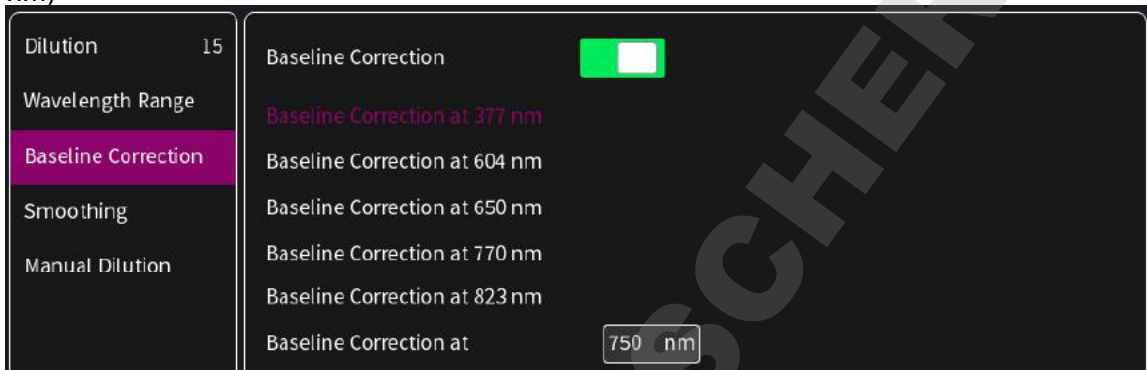 Dilution 15
Wavelength Range
Baseline Correction
Smoothing
Manual Dilution
Baseline Correction
Baseline Correction at 377 nm
Baseline Correction at 604 nm
Baseline Correction at 650 nm
Baseline Correction at 770 nm
Baseline Correction at 823 nm
Baseline Correction at 750 nm
SCHER